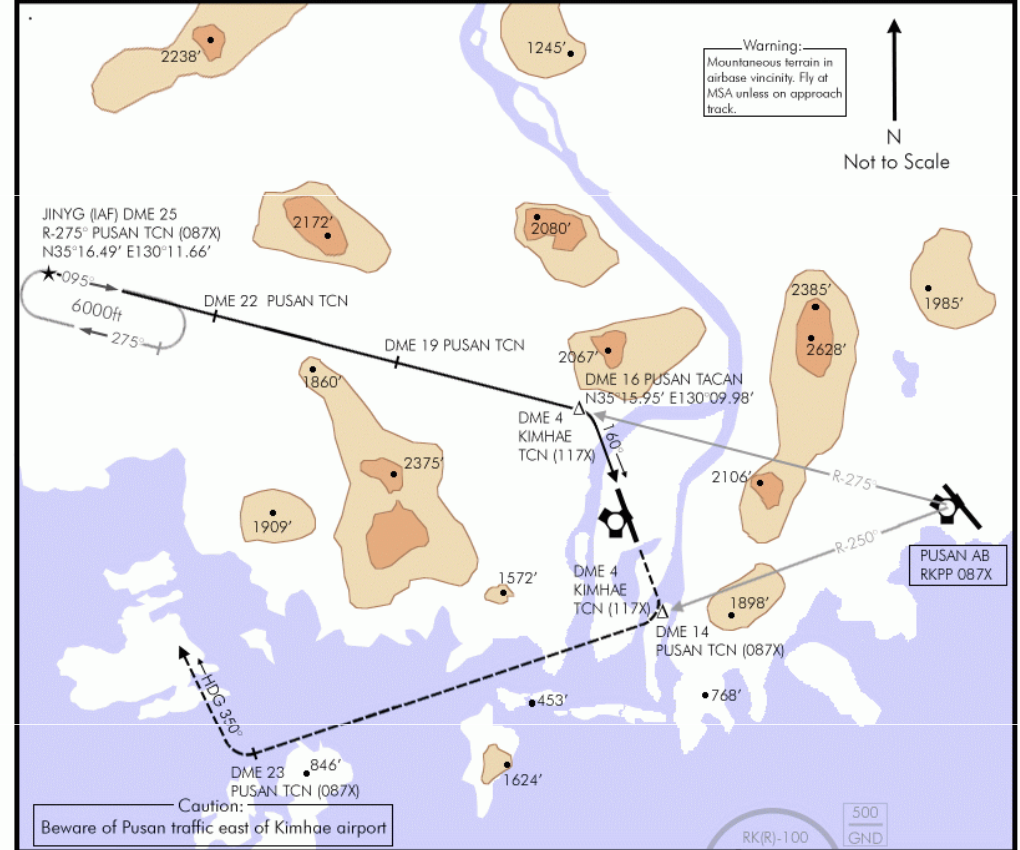 2238'
1245'
Warning:
Mountaneous terrain in
airbase vincinity. Fly at
MSA unless on approach
track.
N
Not to Scale
JINYG (IAF) DME 25
R-275° PUSAN TCN (087X)
N35°16.49' E130°11.66'
2172'
2080'
095°
6000ft
275°
DME 22 PUSAN TCN
DME 19 PUSAN TCN
2385'
1985'
2628'
2067'
1860'
DME 16 PUSAN TACAN
N35°15.95' E130°09.98'
DME 4
KIMHAE
TCN (117X)
160°
2375'
2106'
R-275°
1909'
R-250°
PUSAN AB
RKPP 087X
1572'
DME 4
KIMHAE
TCN (117X)
1898'
DME 14
PUSAN TCN (087X)
HDG 350°
453'
768'
DME 23
PUSAN TCN (087X)
846'
1624'
Caution:
Beware of Pusan traffic east of Kimhae airport
RK(R)-100
500
GND